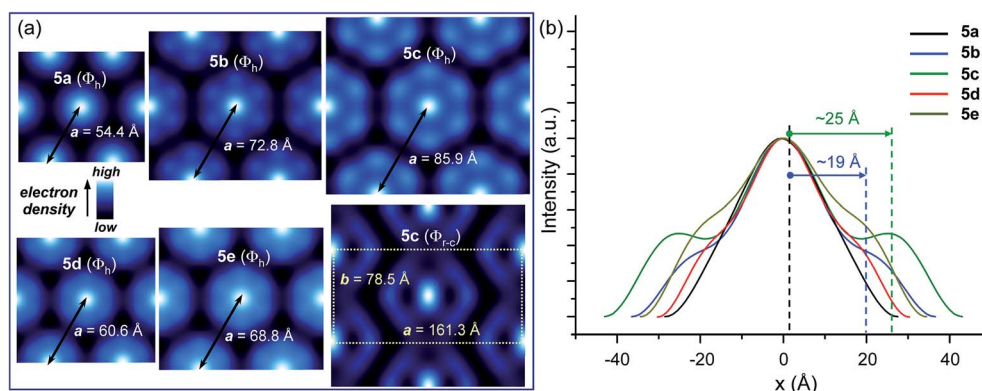 (a)
5a (Φh)
a = 54.4 Å
5b (Φh)
a = 72.8 Å
5c (Φh)
a = 85.9 Å
high
electron
density
low
5d (Φh)
a = 60.6 Å
5e (Φh)
a = 68.8 Å
5c (Φr-c)
b = 78.5 Å
a = 161.3 Å
(b)
5a
5b
5c
5d
5e
~25 Å
~19 Å
Intensity (a.u.)
-40 -20 0 20 40
x (Å)